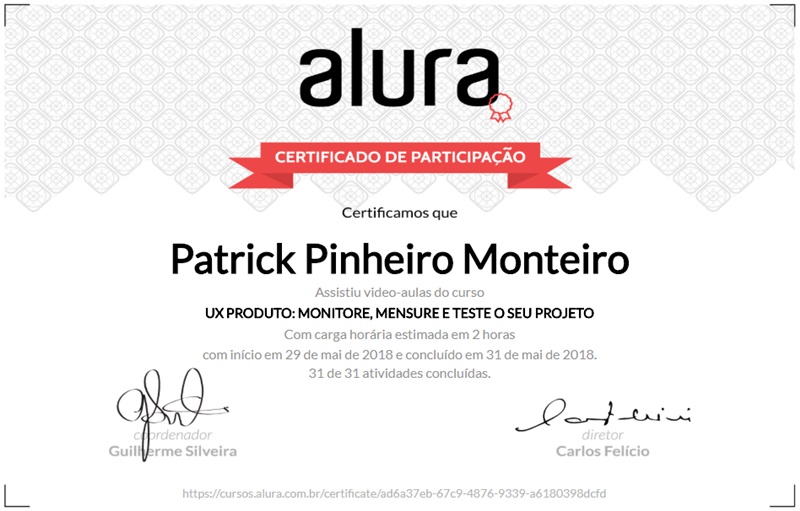 alura
CERTIFICADO DE PARTICIPAÇÃO
Certificamos que
Patrick Pinheiro Monteiro
Assistiu video-aulas do curso
UX PRODUTO: MONITORE, MENSURE E TESTE O SEU PROJETO
Com carga horária estimada em 2 horas
com início em 29 de mai de 2018 e concluído em 31 de mai de 2018.
31 de 31 atividades concluídas.
coordenador
Guilherme Silveira
diretor
Carlos Felício
https://cursos.alura.com.br/certificate/ad6a37eb-67c9-4876-9339-a6180398dcfd